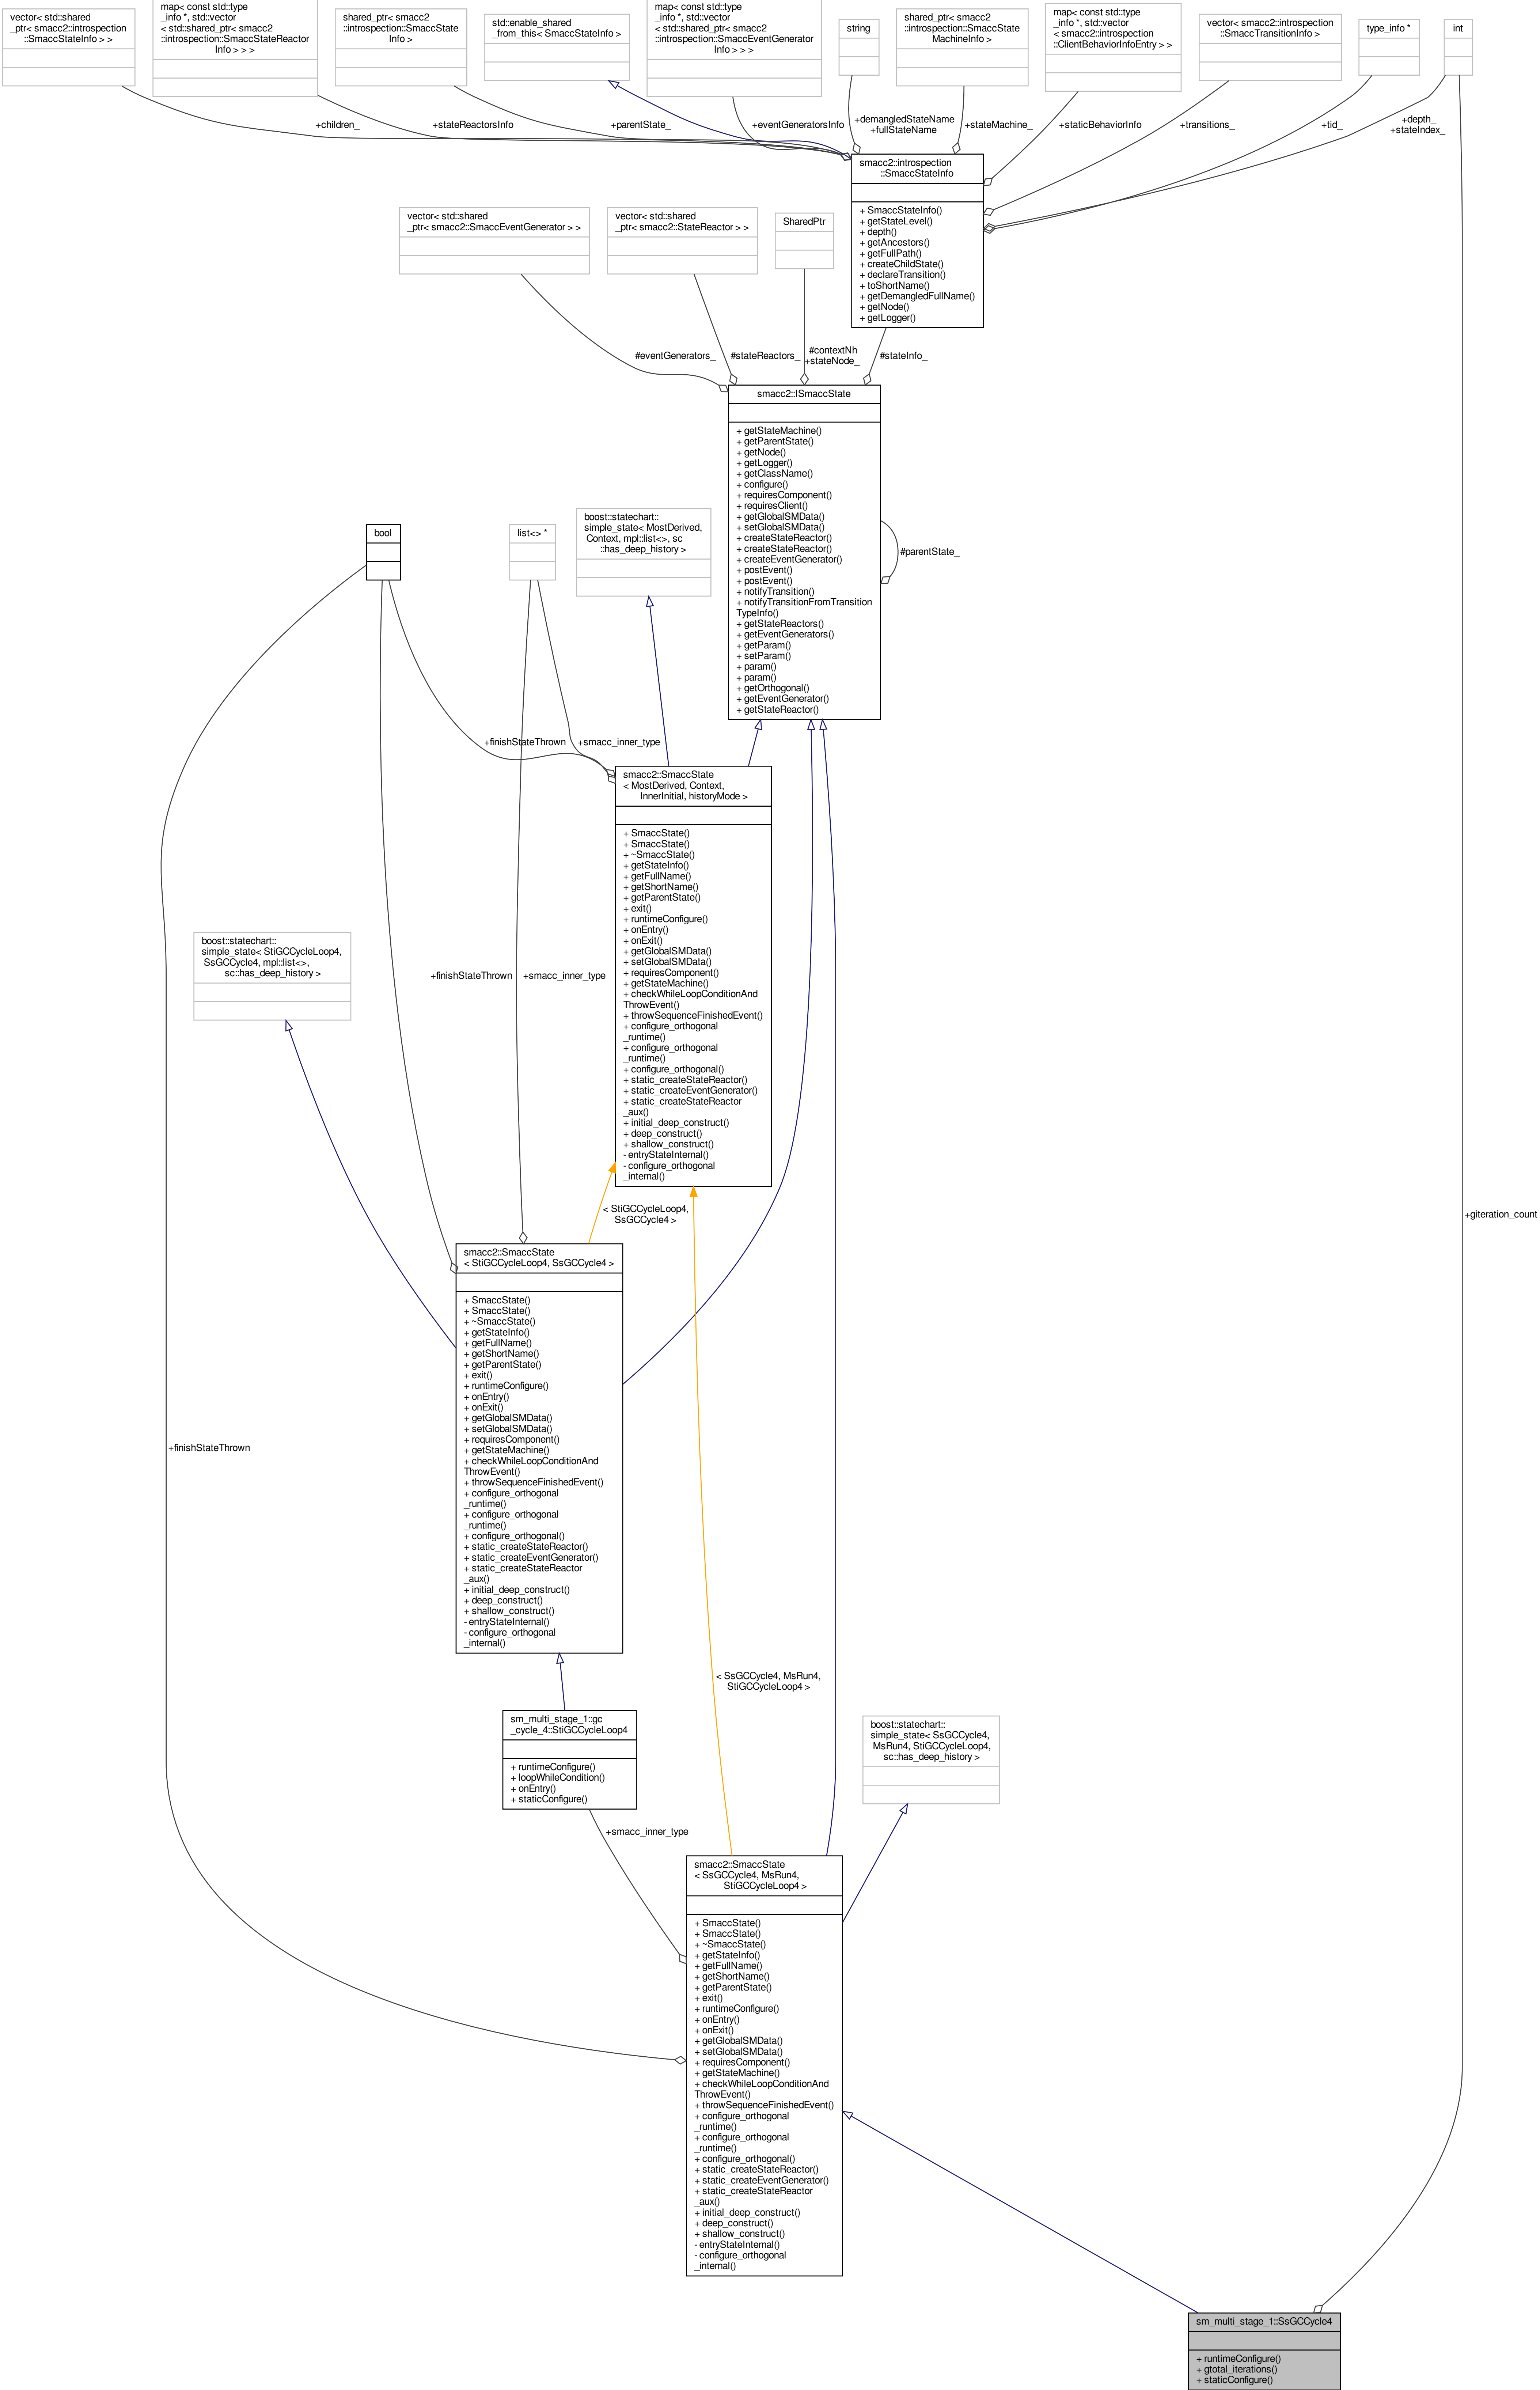 vector< std::shared
_ptr< smacc2::introspection
::SmaccStateInfo > >
map< const std::type
_info *, std::vector
< std::shared_ptr< smacc2
::introspection::SmaccStateReactor
Info > > >
shared_ptr< smacc2
::introspection::SmaccState
Info >
std::enable_shared
_from_this< SmaccStateInfo >
map< const std::type
_info *, std::vector
< std::shared_ptr< smacc2
::introspection::SmaccEventGenerator
Info > > >
string
shared_ptr< smacc2
::introspection::SmaccState
MachineInfo >
map< const std::type
_info *, std::vector
< smacc2::introspection
::ClientBehaviorInfoEntry > >
vector< smacc2::introspection
::SmaccTransitionInfo >
type_info *
int
+children_
+stateReactorsInfo
+parentState_
+eventGeneratorsInfo
+demangledStateName
+fullStateName
+stateMachine_
+staticBehaviorInfo
+transitions_
+tid_
+depth_
+stateIndex_
smacc2::introspection
::SmaccStateInfo
+ SmaccStateInfo()
+ getStateLevel()
+ depth()
+ getAncestors()
+ getFullPath()
+ createChildState()
+ declareTransition()
+ toShortName()
+ getDemangledFullName()
+ getNode()
+ getLogger()
vector< std::shared
_ptr< smacc2::SmaccEventGenerator > >
vector< std::shared
_ptr< smacc2::StateReactor > >
SharedPtr
#eventGenerators_
#stateReactors_
#contextNh
+stateNode_
#stateInfo_
smacc2::ISmaccState
+ getStateMachine()
+ getParentState()
+ getNode()
+ getLogger()
+ getClassName()
+ configure()
+ requiresComponent()
+ requiresClient()
+ getGlobalSMData()
+ setGlobalSMData()
+ createStateReactor()
+ createStateReactor()
+ createEventGenerator()
+ postEvent()
+ postEvent()
+ notifyTransition()
+ notifyTransitionFromTransition
TypeInfo()
+ getStateReactors()
+ getEventGenerators()
+ getParam()
+ setParam()
+ param()
+ param()
+ getOrthogonal()
+ getEventGenerator()
+ getStateReactor()
#parentState_
bool
list<> *
boost::statechart::
simple_state< MostDerived,
Context, mpl::list<>, sc
::has_deep_history >
+finishStateThrown
+smacc_inner_type
smacc2::SmaccState
< MostDerived, Context,
InnerInitial, historyMode >
+ SmaccState()
+ SmaccState()
+ ~SmaccState()
+ getStateInfo()
+ getFullName()
+ getShortName()
+ getParentState()
+ exit()
+ runtimeConfigure()
+ onEntry()
+ onExit()
+ getGlobalSMData()
+ setGlobalSMData()
+ requiresComponent()
+ getStateMachine()
+ checkWhileLoopConditionAnd
ThrowEvent()
+ throwSequenceFinishedEvent()
+ configure_orthogonal
_runtime()
+ configure_orthogonal
_runtime()
+ configure_orthogonal()
+ static_createStateReactor()
+ static_createEventGenerator()
+ static_createStateReactor
_aux()
+ initial_deep_construct()
+ deep_construct()
+ shallow_construct()
- entryStateInternal()
- configure_orthogonal
_internal()
boost::statechart::
simple_state< StiGCCycleLoop4,
SsGCCycle4, mpl::list<>,
sc::has_deep_history >
+finishStateThrown
+smacc_inner_type
< StiGCCycleLoop4,
SsGCCycle4 >
+giteration_count
smacc2::SmaccState
< StiGCCycleLoop4, SsGCCycle4 >
+ SmaccState()
+ SmaccState()
+ ~SmaccState()
+ getStateInfo()
+ getFullName()
+ getShortName()
+ getParentState()
+ exit()
+ runtimeConfigure()
+ onEntry()
+ onExit()
+ getGlobalSMData()
+ setGlobalSMData()
+ requiresComponent()
+ getStateMachine()
+ checkWhileLoopConditionAnd
ThrowEvent()
+ throwSequenceFinishedEvent()
+ configure_orthogonal
_runtime()
+ configure_orthogonal
_runtime()
+ configure_orthogonal()
+ static_createStateReactor()
+ static_createEventGenerator()
+ static_createStateReactor
_aux()
+ initial_deep_construct()
+ deep_construct()
+ shallow_construct()
- entryStateInternal()
- configure_orthogonal
_internal()
+finishStateThrown
< SsGCCycle4, MsRun4,
StiGCCycleLoop4 >
sm_multi_stage_1::gc
_cycle_4::StiGCCycleLoop4
+ runtimeConfigure()
+ loopWhileCondition()
+ onEntry()
+ staticConfigure()
boost::statechart::
simple_state< SsGCCycle4,
MsRun4, StiGCCycleLoop4,
sc::has_deep_history >
+smacc_inner_type
smacc2::SmaccState
< SsGCCycle4, MsRun4,
StiGCCycleLoop4 >
+ SmaccState()
+ SmaccState()
+ ~SmaccState()
+ getStateInfo()
+ getFullName()
+ getShortName()
+ getParentState()
+ exit()
+ runtimeConfigure()
+ onEntry()
+ onExit()
+ getGlobalSMData()
+ setGlobalSMData()
+ requiresComponent()
+ getStateMachine()
+ checkWhileLoopConditionAnd
ThrowEvent()
+ throwSequenceFinishedEvent()
+ configure_orthogonal
_runtime()
+ configure_orthogonal
_runtime()
+ configure_orthogonal()
+ static_createStateReactor()
+ static_createEventGenerator()
+ static_createStateReactor
_aux()
+ initial_deep_construct()
+ deep_construct()
+ shallow_construct()
- entryStateInternal()
- configure_orthogonal
_internal()
sm_multi_stage_1::SsGCCycle4
+ runtimeConfigure()
+ gtotal_iterations()
+ staticConfigure()